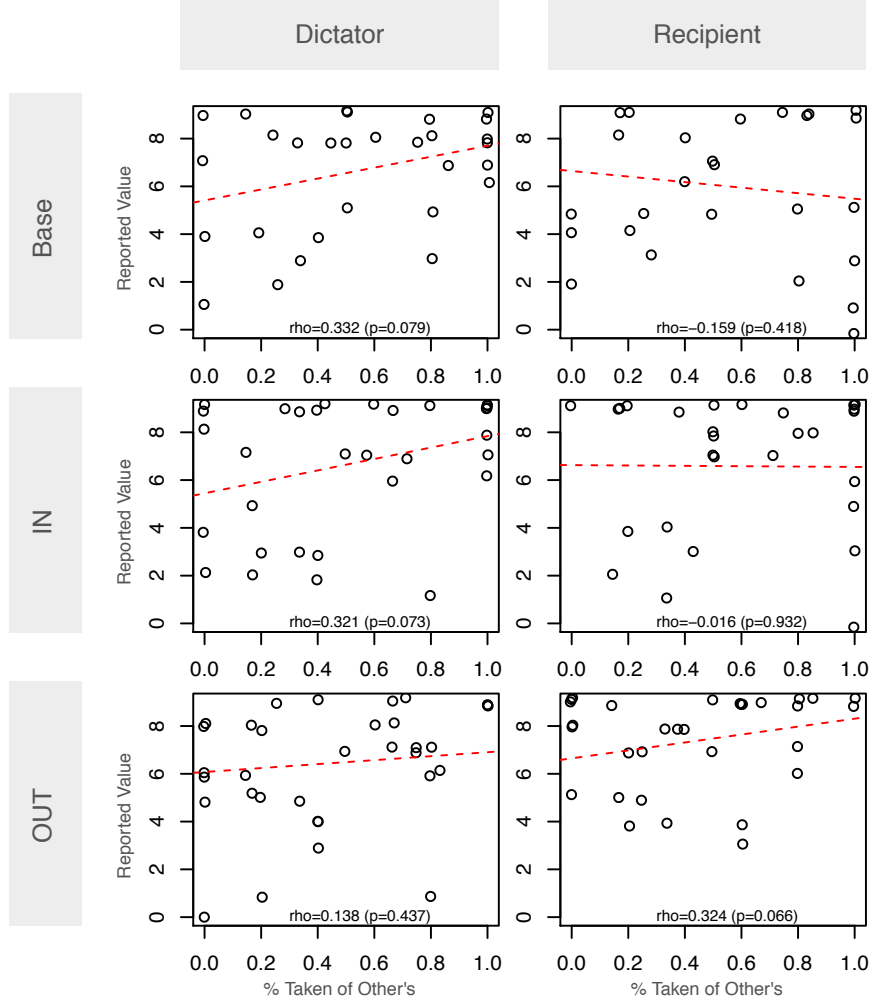 Dictator
Recipient
Base
Reported Value
0 2 4 6 8
rho=0.332 (p=0.079)
0.0 0.2 0.4 0.6 0.8 1.0
0 2 4 6 8
rho=−0.159 (p=0.418)
0.0 0.2 0.4 0.6 0.8 1.0
IN
Reported Value
0 2 4 6 8
rho=0.321 (p=0.073)
0.0 0.2 0.4 0.6 0.8 1.0
0 2 4 6 8
rho=−0.016 (p=0.932)
0.0 0.2 0.4 0.6 0.8 1.0
OUT
Reported Value
0 2 4 6 8
rho=0.138 (p=0.437)
0.0 0.2 0.4 0.6 0.8 1.0
% Taken of Other's
0 2 4 6 8
rho=0.324 (p=0.066)
0.0 0.2 0.4 0.6 0.8 1.0
% Taken of Other's